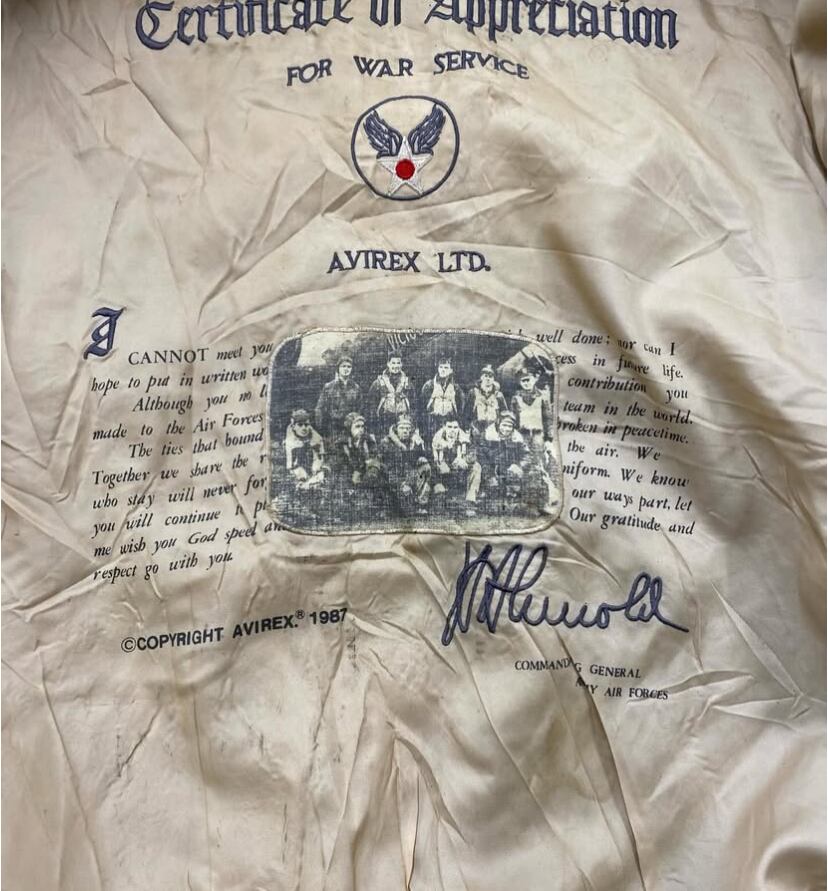 Certificate of Appreciation
FOR WAR SERVICE
AVIREX LTD.
I CANNOT meet you well done; nor can I
hope to put in written in future life.
Although you no contribution you
made to the Air Forces team in the world.
The ties that bound in peacetime.
Together we share the the air. We
who stay will never We know
you will continue our ways part, let
me wish you God speed Our gratitude and
respect go with you.
©COPYRIGHT AVIREX.® 1987
H H Arnold
COMMANDING GENERAL
AIR FORCES